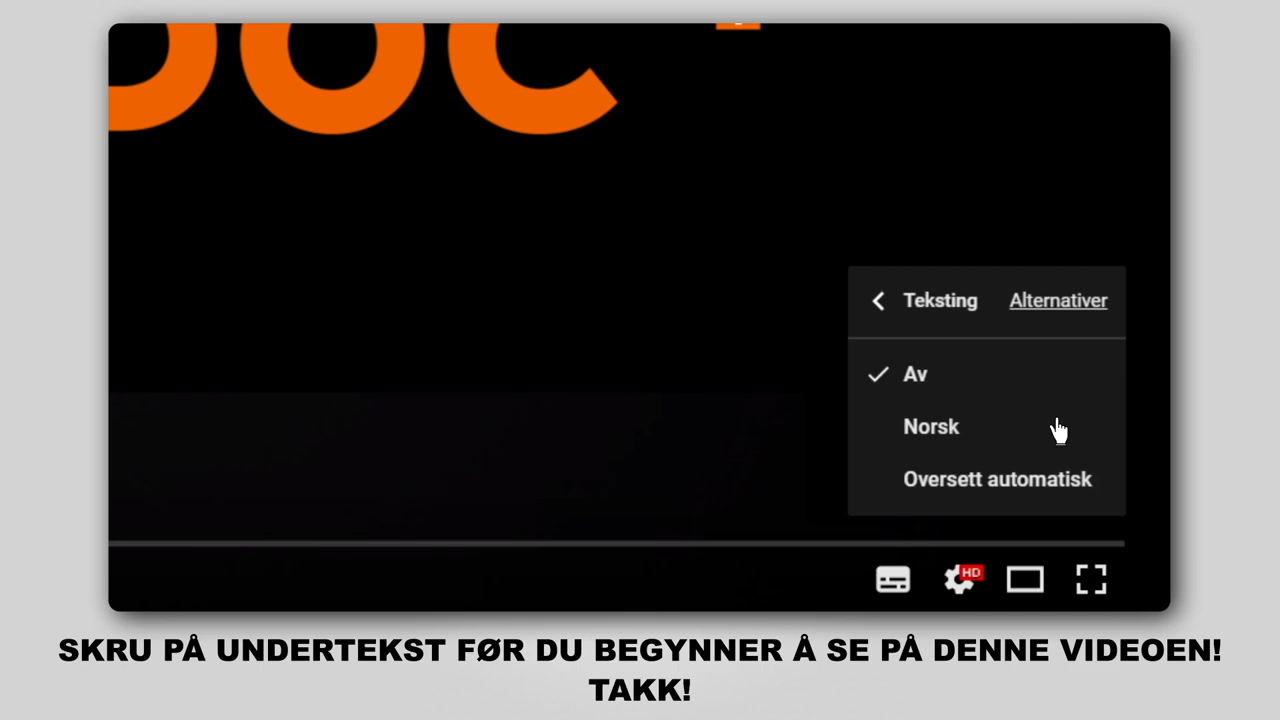 Teksting Alternativer
Av
Norsk
Oversett automatisk
HD
SKRU PÅ UNDERTEKST FØR DU BEGYNNER Å SE PÅ DENNE VIDEOEN!
TAKK!